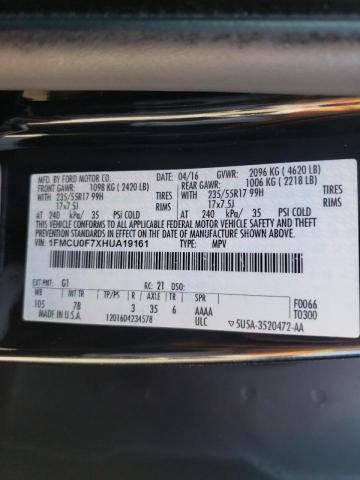 MFD. BY FORD MOTOR CO. 04/16 GVWR: 2096 KG ( 4620 LB)
FRONT GAWR: 1098 KG ( 2420 LB) REAR GAWR: 1006 KG ( 2218 LB)
WITH 235/55R17 99H TIRES WITH 235/55R17 99H TIRES
17x7.5J RIMS 17x7.5J RIMS
AT 240 kPa/ 35 PSI COLD AT 240 kPa/ 35 PSI COLD
THIS VEHICLE CONFORMS TO ALL APPLICABLE FEDERAL MOTOR VEHICLE SAFETY, BUMPER, AND THEFT
PREVENTION STANDARDS IN EFFECT ON THE DATE OF MANUFACTURE SHOWN ABOVE.
VIN: 1FMCU0F7XHUA19161 TYPE: MPV
EXT PNT: G1 RC: 21 DSO: F0066
WB TP/PS R AXLE TR SPR T0300
105 7B 3 35 6 AAAA
MADE IN U.S.A. 1201604234578 ULC 5U5A-3520472-AA